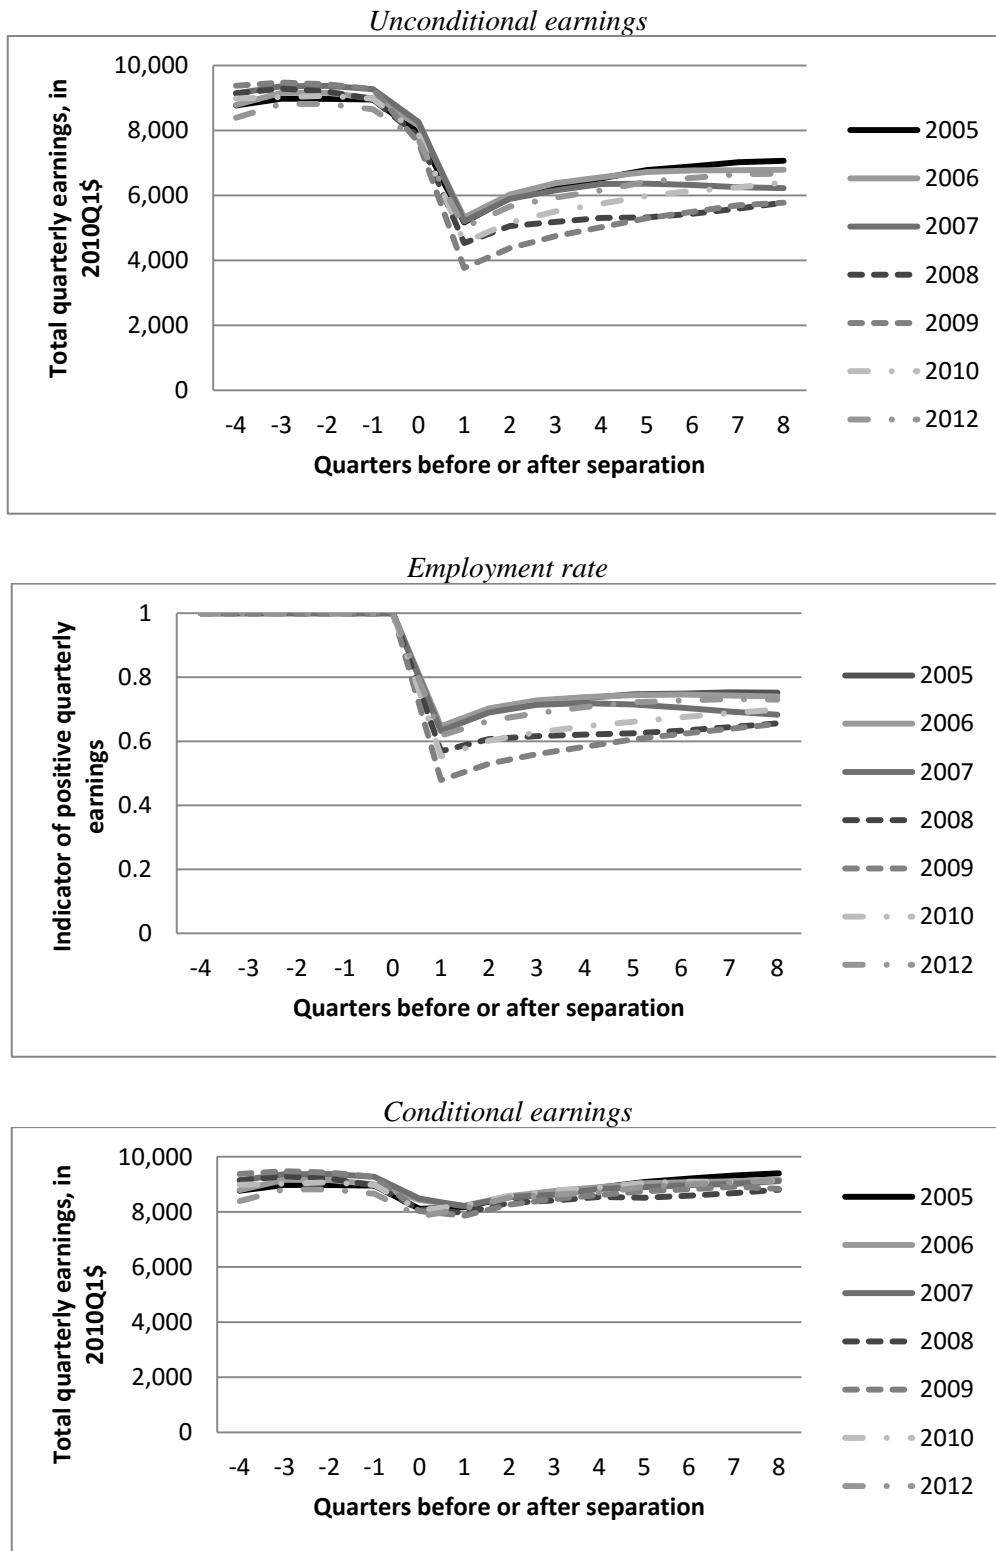 Unconditional earnings
Total quarterly earnings, in
2010Q1$
10,000
8,000
6,000
4,000
2,000
0
-4 -3 -2 -1 0 1 2 3 4 5 6 7 8
Quarters before or after separation
2005
2006
2007
2008
2009
2010
2012
Employment rate
Indicator of positive quarterly
earnings
1
0.8
0.6
0.4
0.2
0
-4 -3 -2 -1 0 1 2 3 4 5 6 7 8
Quarters before or after separation
2005
2006
2007
2008
2009
2010
2012
Conditional earnings
Total quarterly earnings, in
2010Q1$
10,000
8,000
6,000
4,000
2,000
0
-4 -3 -2 -1 0 1 2 3 4 5 6 7 8
Quarters before or after separation
2005
2006
2007
2008
2009
2010
2012